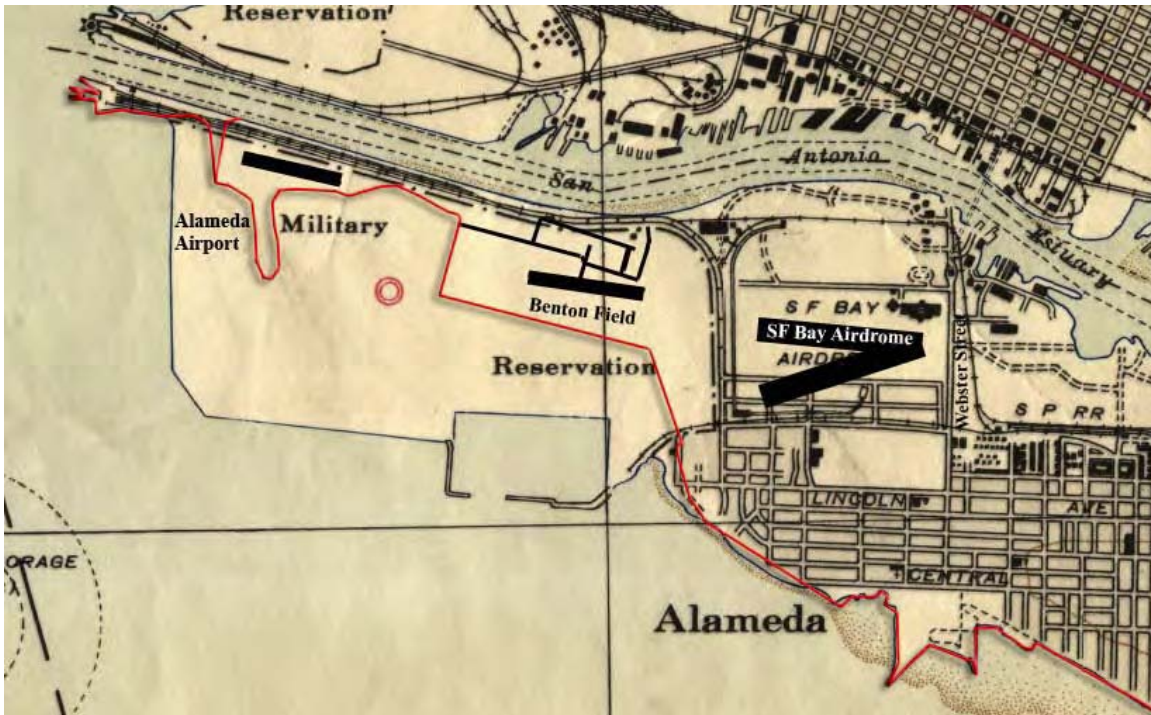 Reservation
San
Antonio
Estuary
Alameda
Airport
Military
Benton Field
Reservation
S F BAY
SF Bay Airdrome
Webster Street
S P RR
LINCOLN
AVE
CENTRAL
ORAGE
Alameda